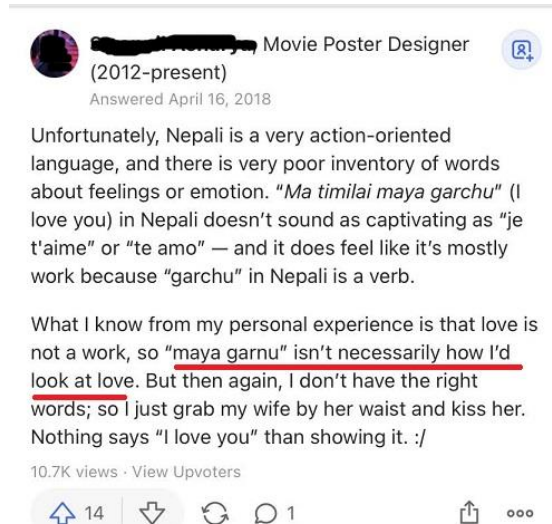 Movie Poster Designer
(2012-present)
Answered April 16, 2018
Unfortunately, Nepali is a very action-oriented
language, and there is very poor inventory of words
about feelings or emotion. “Ma timilai maya garchu” (I
love you) in Nepali doesn’t sound as captivating as “je
t'aime” or “te amo” — and it does feel like it’s mostly
work because “garchu” in Nepali is a verb.
What I know from my personal experience is that love is
not a work, so “maya garnu” isn’t necessarily how I’d
look at love. But then again, I don’t have the right
words; so I just grab my wife by her waist and kiss her.
Nothing says “I love you” than showing it. :/
10.7K views · View Upvoters
14 1